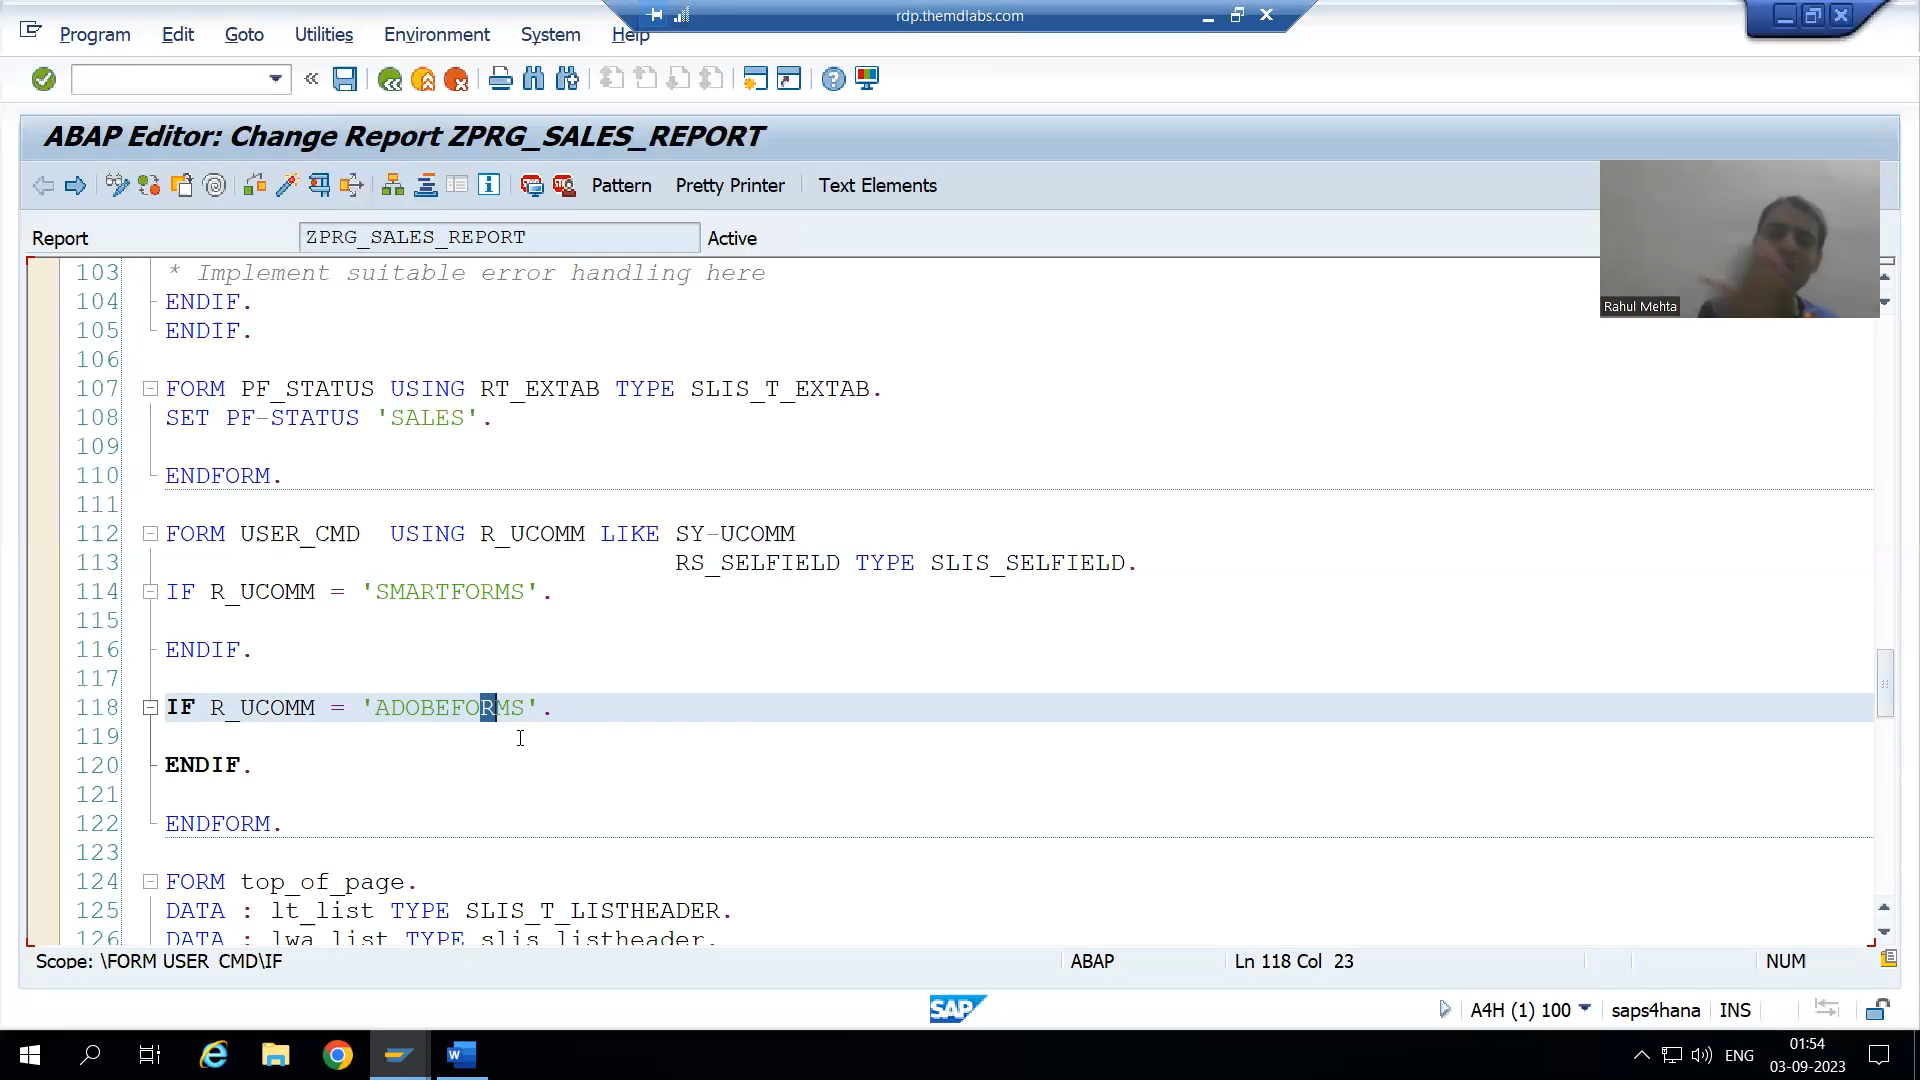 rdp.themdlabs.com
Program Edit Goto Utilities Environment System Help
ABAP Editor: Change Report ZPRG_SALES_REPORT
Pattern Pretty Printer Text Elements
Report ZPRG_SALES_REPORT Active
Rahul Mehta
103 * Implement suitable error handling here
104 ENDIF.
105 ENDIF.
106
107 FORM PF_STATUS USING RT_EXTAB TYPE SLIS_T_EXTAB.
108 SET PF-STATUS 'SALES'.
109
110 ENDFORM.
111
112 FORM USER_CMD USING R_UCOMM LIKE SY-UCOMM
113 RS_SELFIELD TYPE SLIS_SELFIELD.
114 IF R_UCOMM = 'SMARTFORMS'.
115
116 ENDIF.
117
118 IF R_UCOMM = 'ADOBEFORMS'.
119
120 ENDIF.
121
122 ENDFORM.
123
124 FORM top_of_page.
125 DATA : lt_list TYPE SLIS_T_LISTHEADER.
126 DATA : lwa_list TYPE slis_listheader.
Scope: \FORM USER_CMD\IF ABAP Ln 118 Col 23 NUM
SAP A4H (1) 100 saps4hana INS
ENG 01:54
03-09-2023